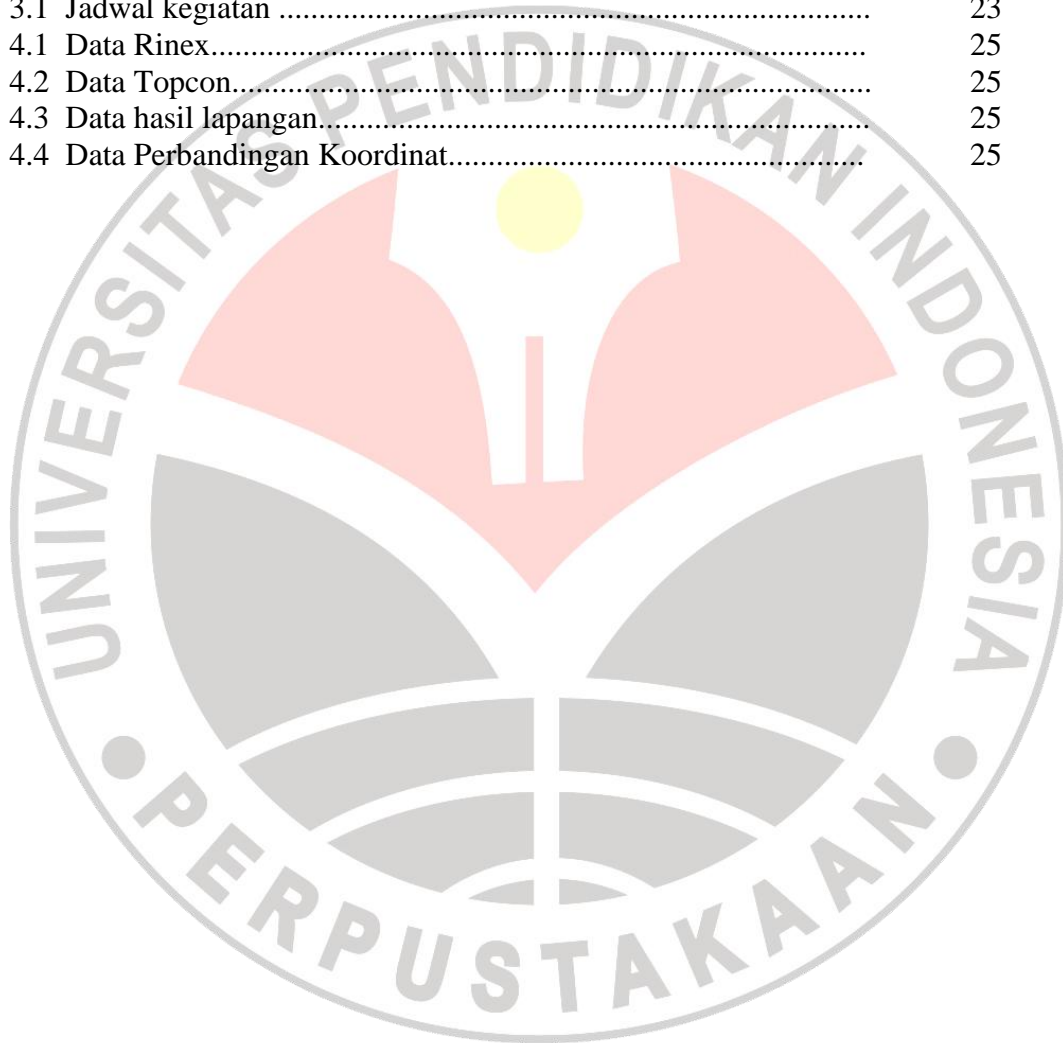 3.1 Jadwal kegiatan .......................................................................... 23
4.1 Data Rinex.................................................................................. 25
4.2 Data Topcon................................................................................ 25
4.3 Data hasil lapangan..................................................................... 25
4.4 Data Perbandingan Koordinat.................................................... 25
UNIVERSITAS PENDIDIKAN INDONESIA
PERPUSTAKAAN